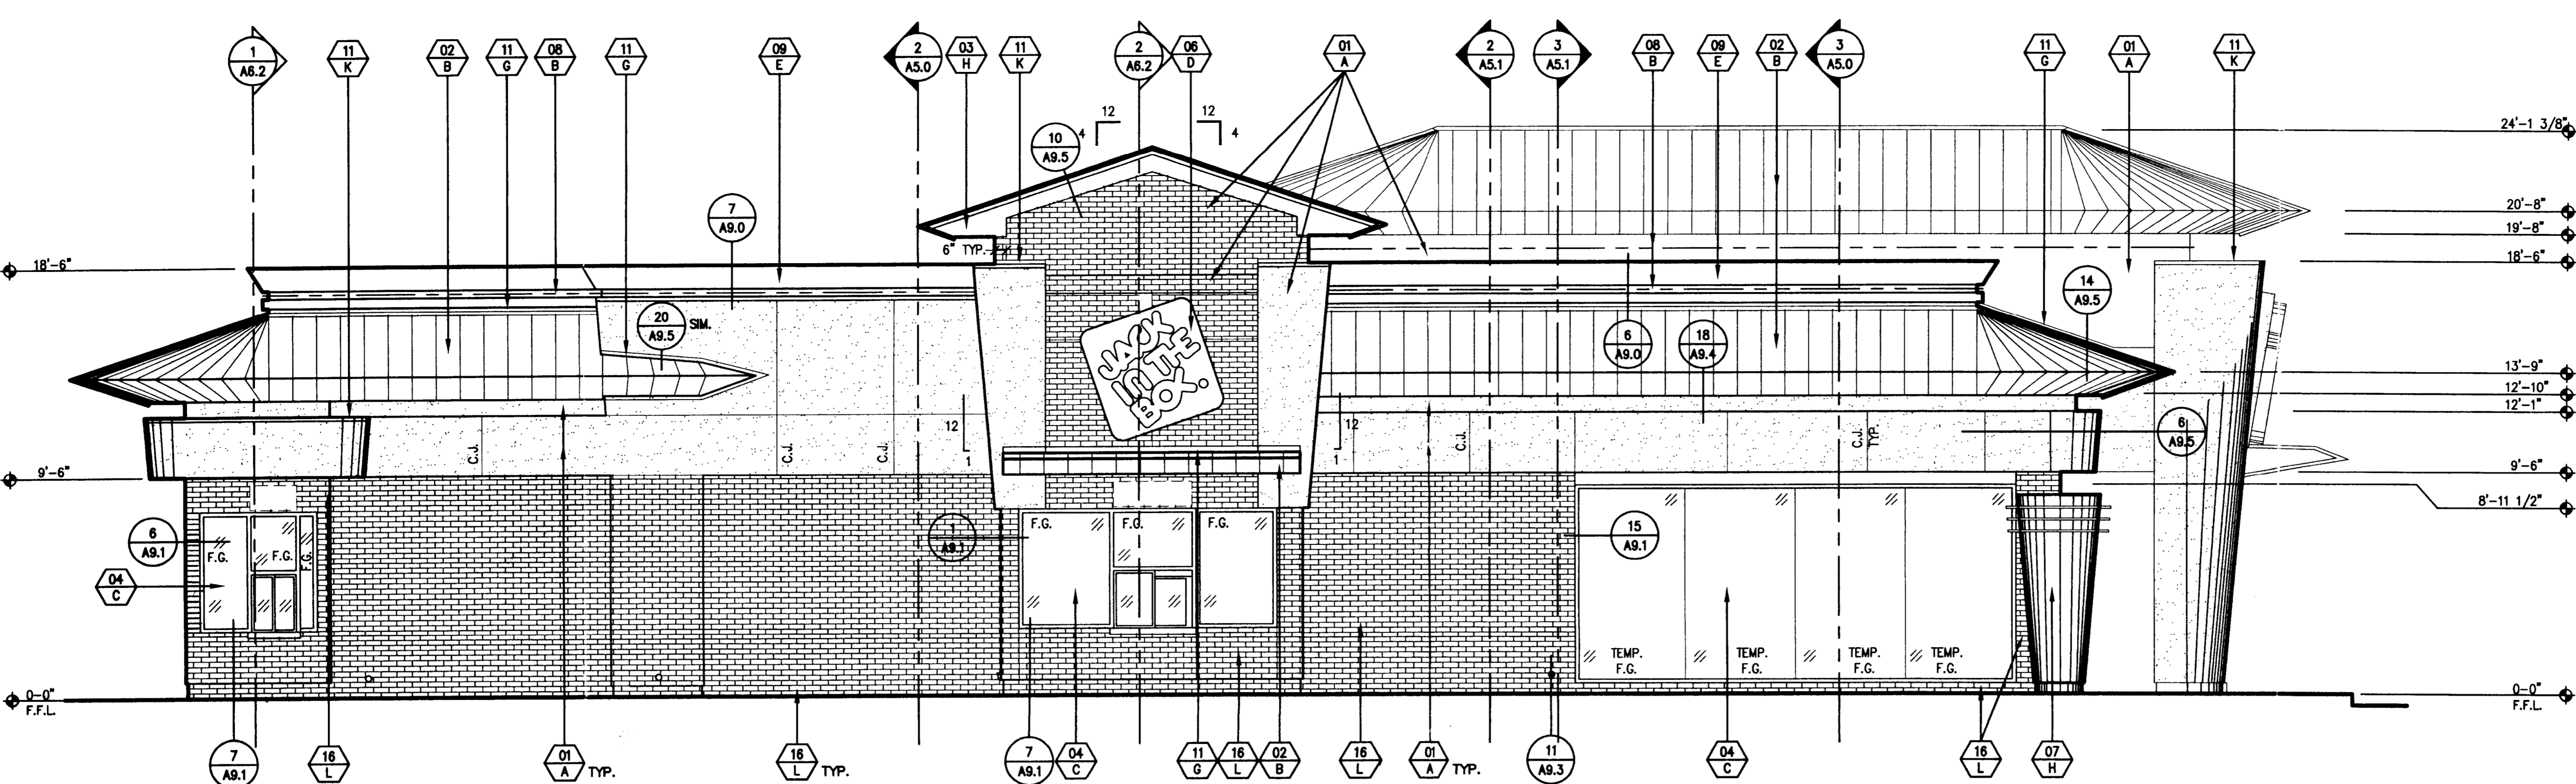 1
A6.2
11
K
02
B
11
G
08
B
11
G
09
E
2
A5.0
03
H
11
K
2
A6.2
06
D
01
A
2
A5.1
3
A5.1
08
B
09
E
02
B
3
A5.0
11
G
01
A
11
K
12
4
12
4
10
A9.5
24'-1 3/8"
20'-8"
19'-8"
18'-6"
7
A9.0
6" TYP.
18'-6"
20
A9.5
SIM.
14
A9.5
6
A9.0
18
A9.4
JACK
IN THE
BOX.
13'-9"
12'-10"
12'-1"
C.J.
C.J.
C.J.
12
1
12
1
C.J.
C.J.
TYP.
6
A9.5
9'-6"
9'-6"
8'-11 1/2"
6
A9.1
F.G.
F.G.
F.G.
1
A9.1
F.G.
F.G.
F.G.
15
A9.1
04
C
TEMP.
F.G.
TEMP.
F.G.
TEMP.
F.G.
TEMP.
F.G.
0-0"
F.F.L.
0-0"
F.F.L.
7
A9.1
16
L
01
A
TYP.
16
L
TYP.
7
A9.1
04
C
11
G
16
L
02
B
16
L
01
A
TYP.
11
A9.3
04
C
16
L
07
H